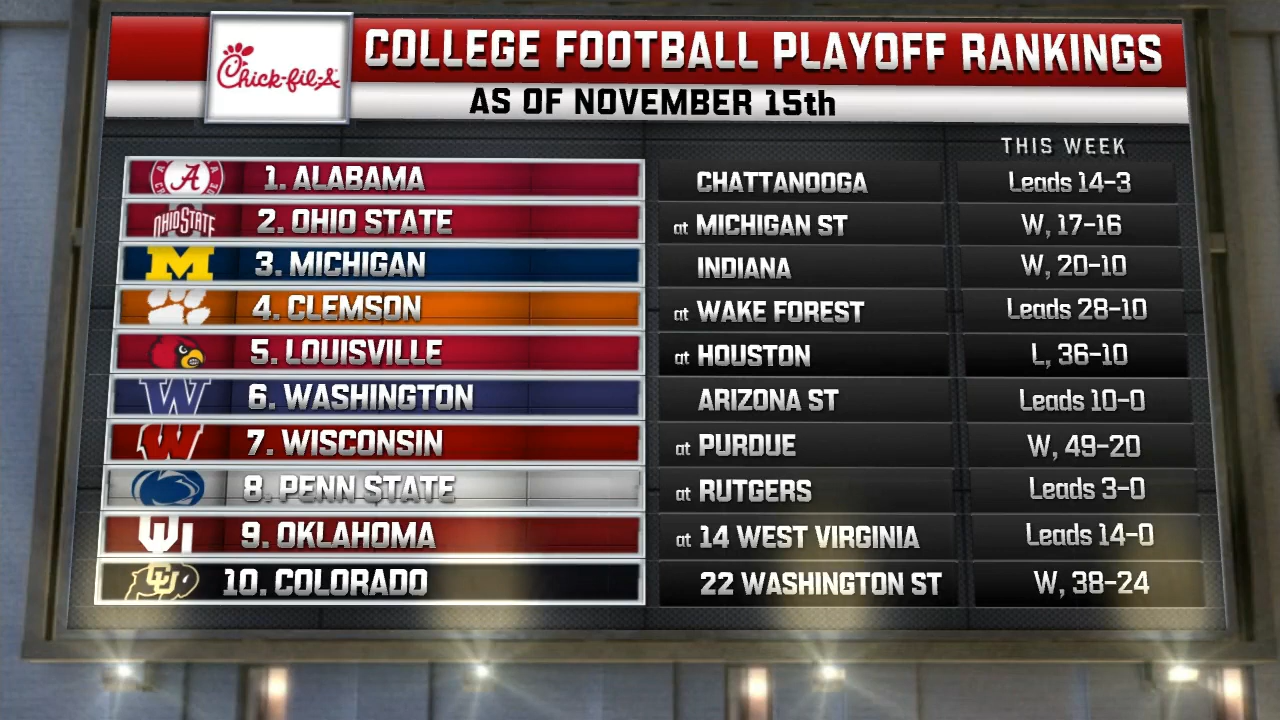 Chick-fil-A
COLLEGE FOOTBALL PLAYOFF RANKINGS
AS OF NOVEMBER 15th
THIS WEEK
A 1. ALABAMA CHATTANOOGA Leads 14-3
OHIO STATE 2. OHIO STATE at MICHIGAN ST W, 17-16
M 3. MICHIGAN INDIANA W, 20-10
4. CLEMSON at WAKE FOREST Leads 28-10
5. LOUISVILLE at HOUSTON L, 36-10
W 6. WASHINGTON ARIZONA ST Leads 10-0
W 7. WISCONSIN at PURDUE W, 49-20
8. PENN STATE at RUTGERS Leads 3-0
OU 9. OKLAHOMA at 14 WEST VIRGINIA Leads 14-0
CU 10. COLORADO 22 WASHINGTON ST W, 38-24